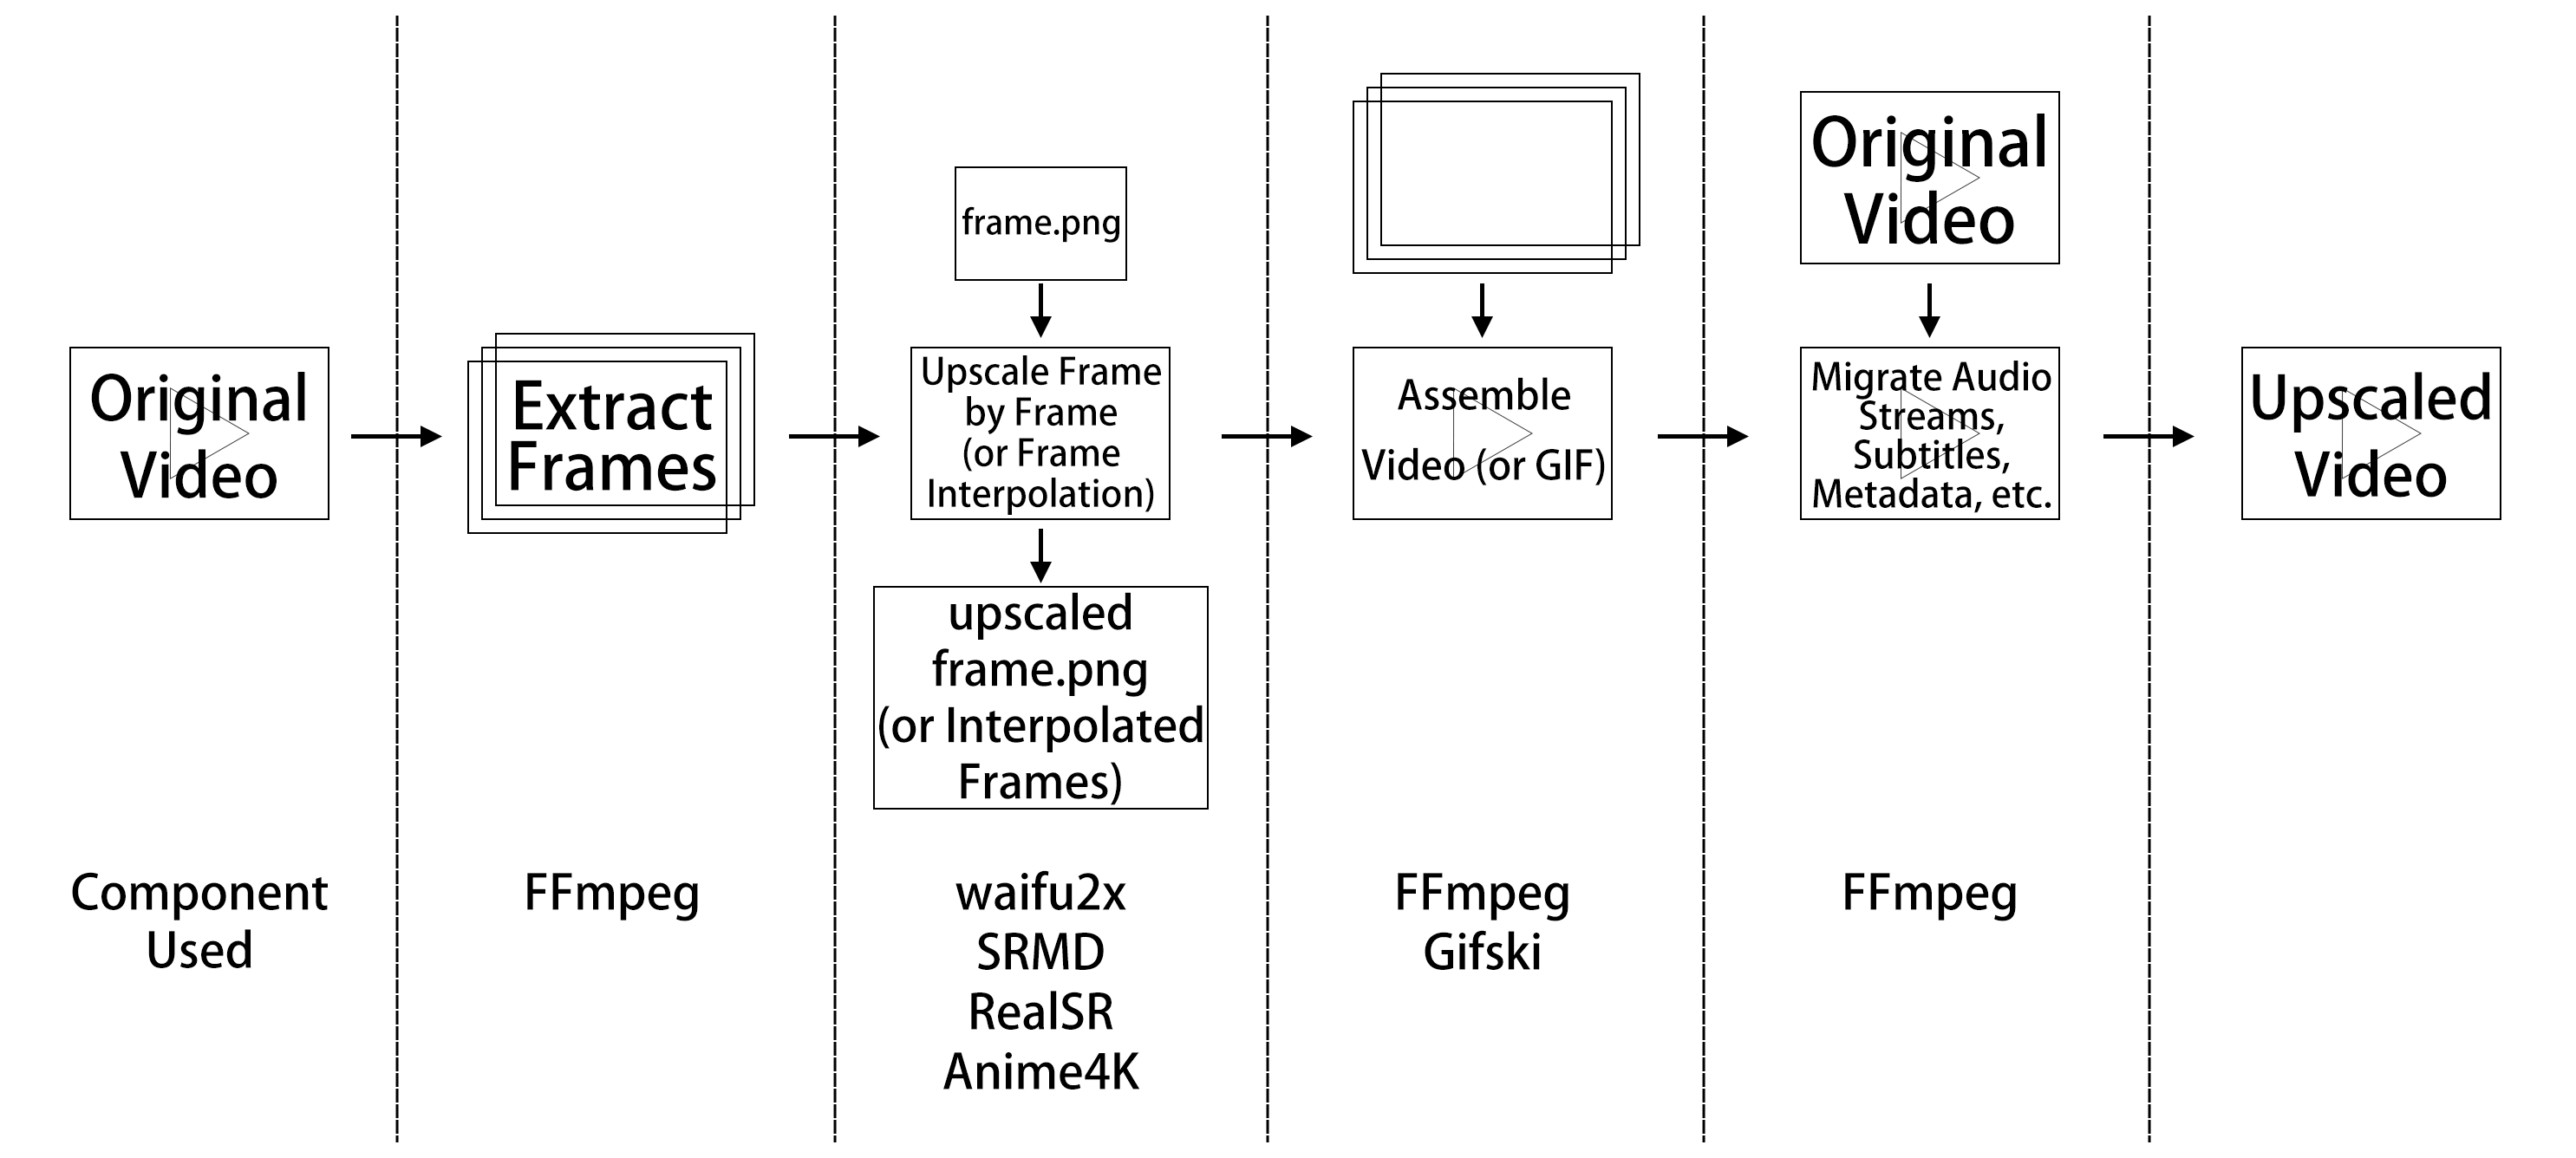 Original
Video
Extract
Frames
frame.png
Upscale Frame
by Frame
(or Frame
Interpolation)
upscaled
frame.png
(or Interpolated
Frames)
Assemble
Video (or GIF)
Original
Video
Migrate Audio
Streams,
Subtitles,
Metadata, etc.
Upscaled
Video
Component
Used
FFmpeg
waifu2x
SRMD
RealSR
Anime4K
FFmpeg
Gifski
FFmpeg